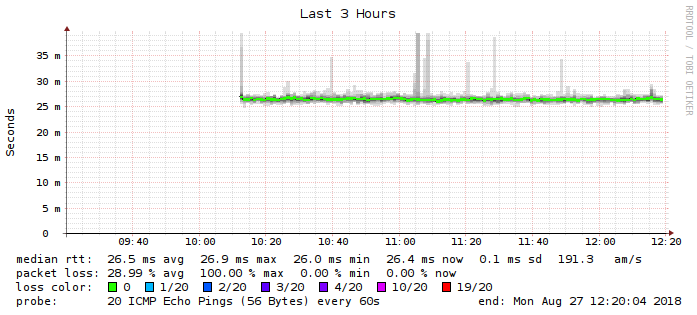 Last 3 Hours
RRDTOOL / TOBI OETIKER
Seconds
35 m
30 m
25 m
20 m
15 m
10 m
5 m
0
09:40 10:00 10:20 10:40 11:00 11:20 11:40 12:00 12:20
median rtt: 26.5 ms avg 26.9 ms max 26.0 ms min 26.4 ms now 0.1 ms sd 191.3 am/s
packet loss: 28.99 % avg 100.00 % max 0.00 % min 0.00 % now
loss color: 0 1/20 2/20 3/20 4/20 10/20 19/20
probe: 20 ICMP Echo Pings (56 Bytes) every 60s end: Mon Aug 27 12:20:04 2018